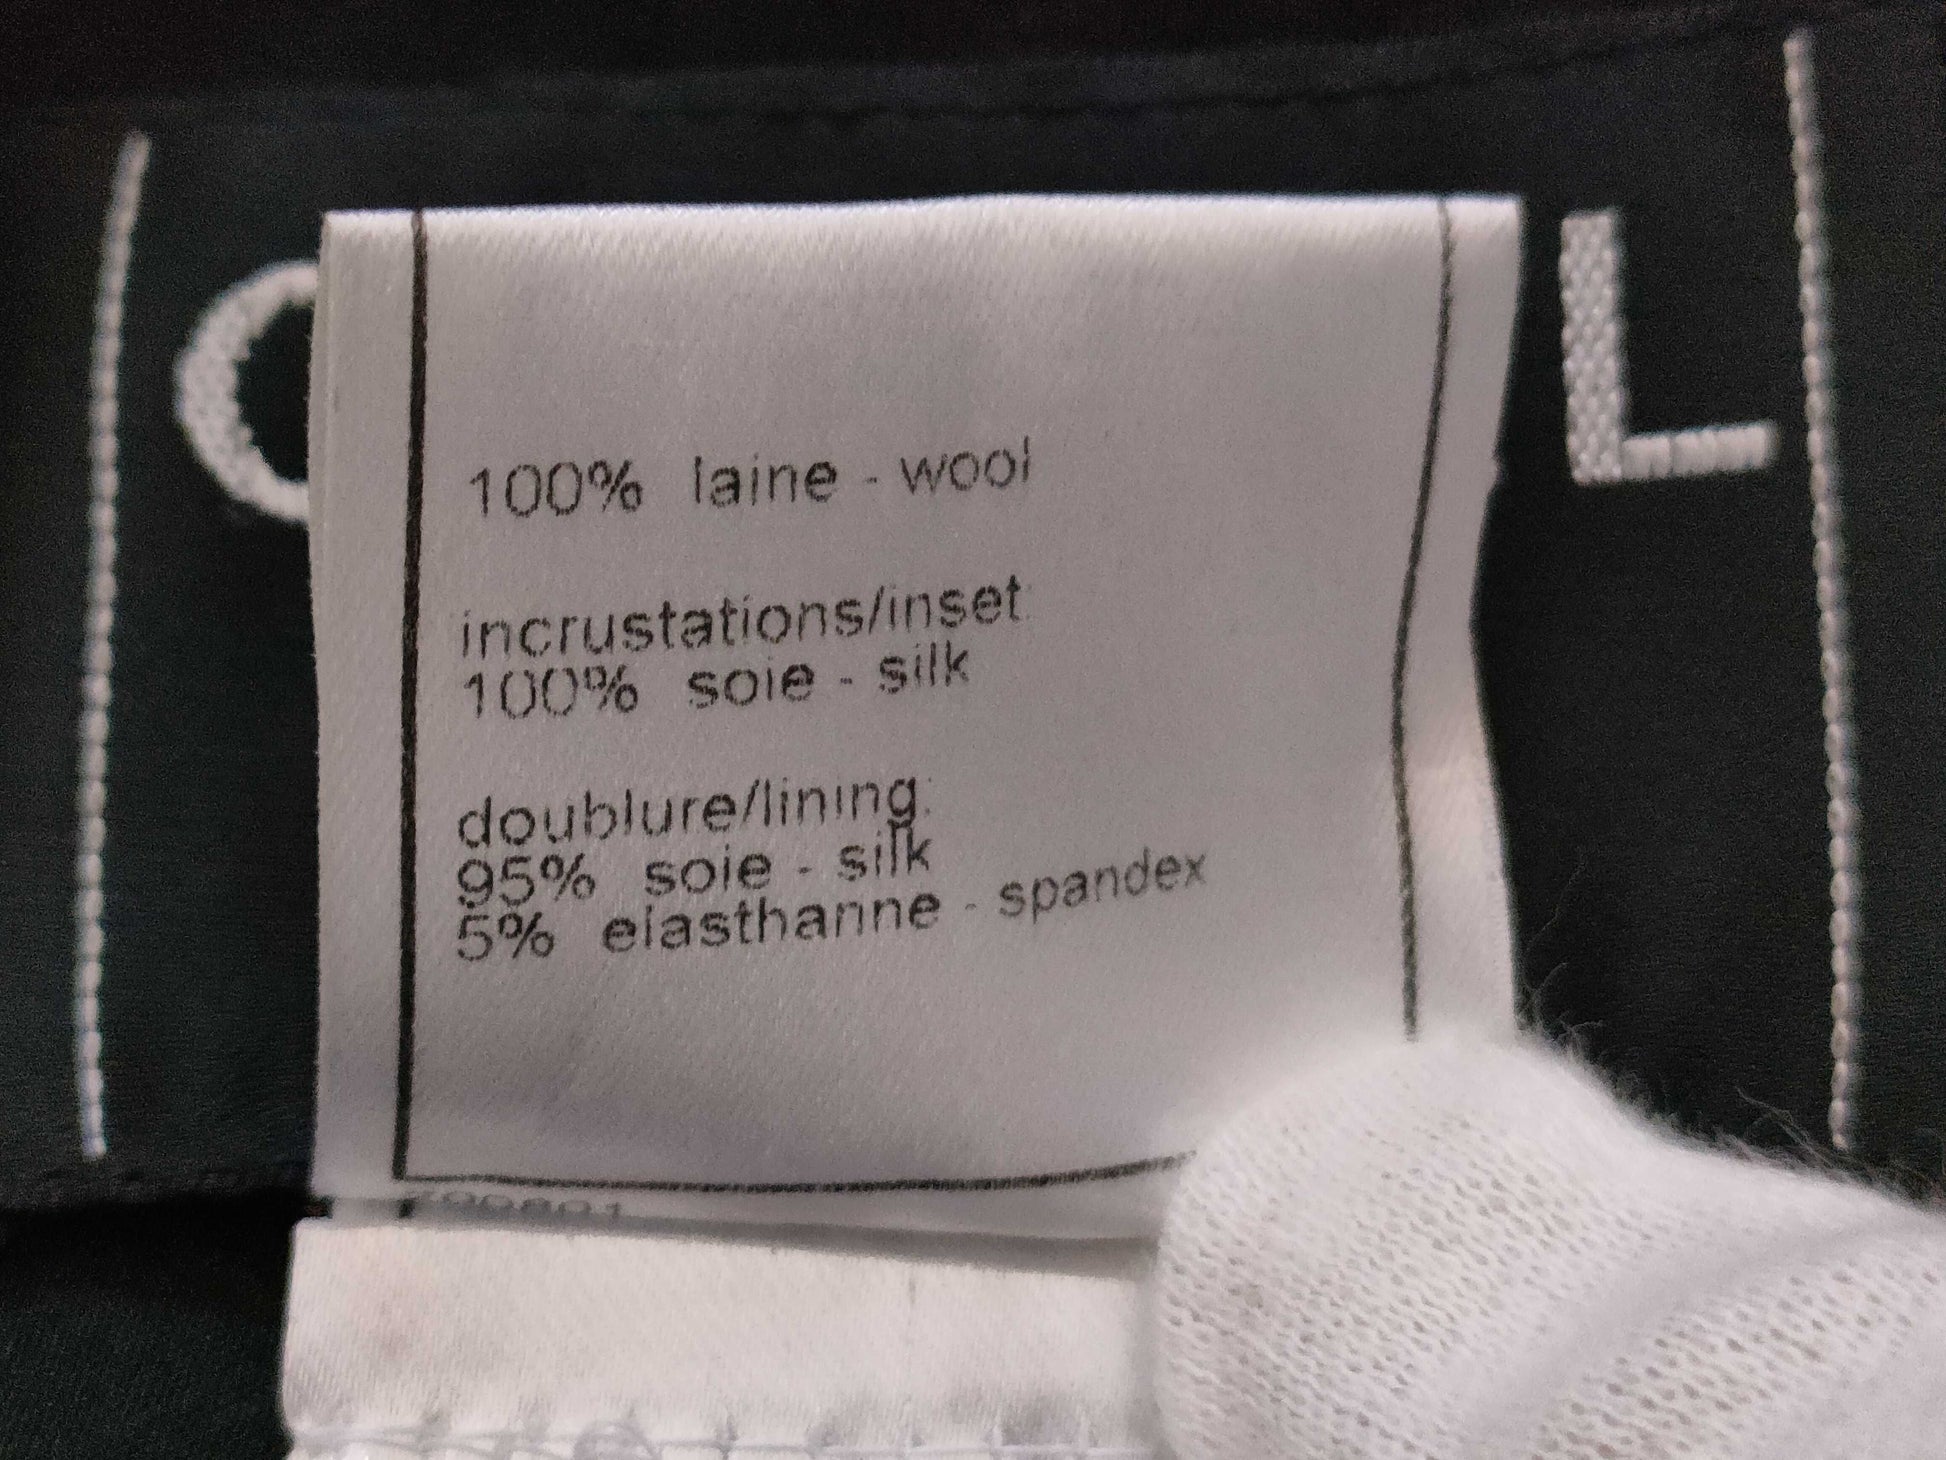 100% laine - wool
incrustations/inset:
100% soie - silk
doublure/lining:
95% soie - silk
5% elasthanne - spandex